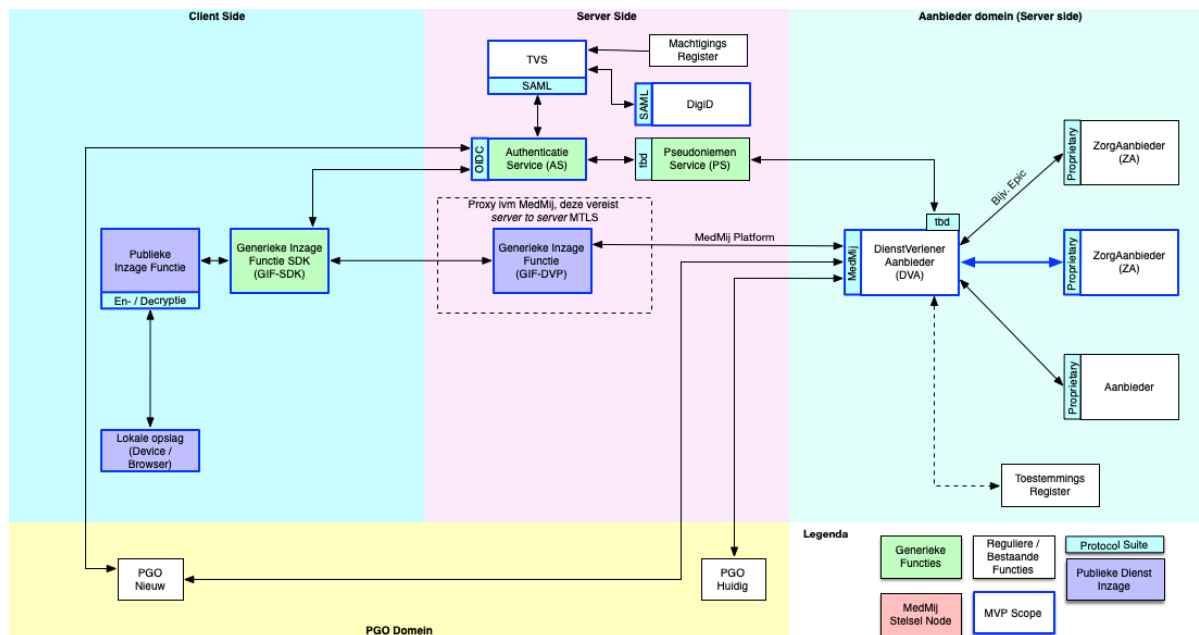 Client Side
Server Side
Aanbieder domein (Server side)
TVS
SAML
Machtigings
Register
SAML
DigiD
OIDC
Authenticatie
Service (AS)
tbd
Pseudoniemen
Service (PS)
Proxy ivm MedMij, deze vereist
server to server MTLS
Publieke
Inzage Functie
En- / Decryptie
Generieke Inzage
Functie SDK
(GIF-SDK)
Generieke Inzage
Functie
(GIF-DVP)
MedMij Platform
tbd
MedMij
DienstVerlener
Aanbieder
(DVA)
Bijv. Epic
Proprietary
ZorgAanbieder
(ZA)
Proprietary
ZorgAanbieder
(ZA)
Proprietary
Aanbieder
Lokale opslag
(Device /
Browser)
Toestemmings
Register
PGO
Nieuw
PGO
Huidig
PGO Domein
Legenda
Generieke
Functies
Reguliere /
Bestaande
Functies
Protocol Suite
Publieke Dienst
Inzage
MedMij
Stelsel Node
MVP Scope